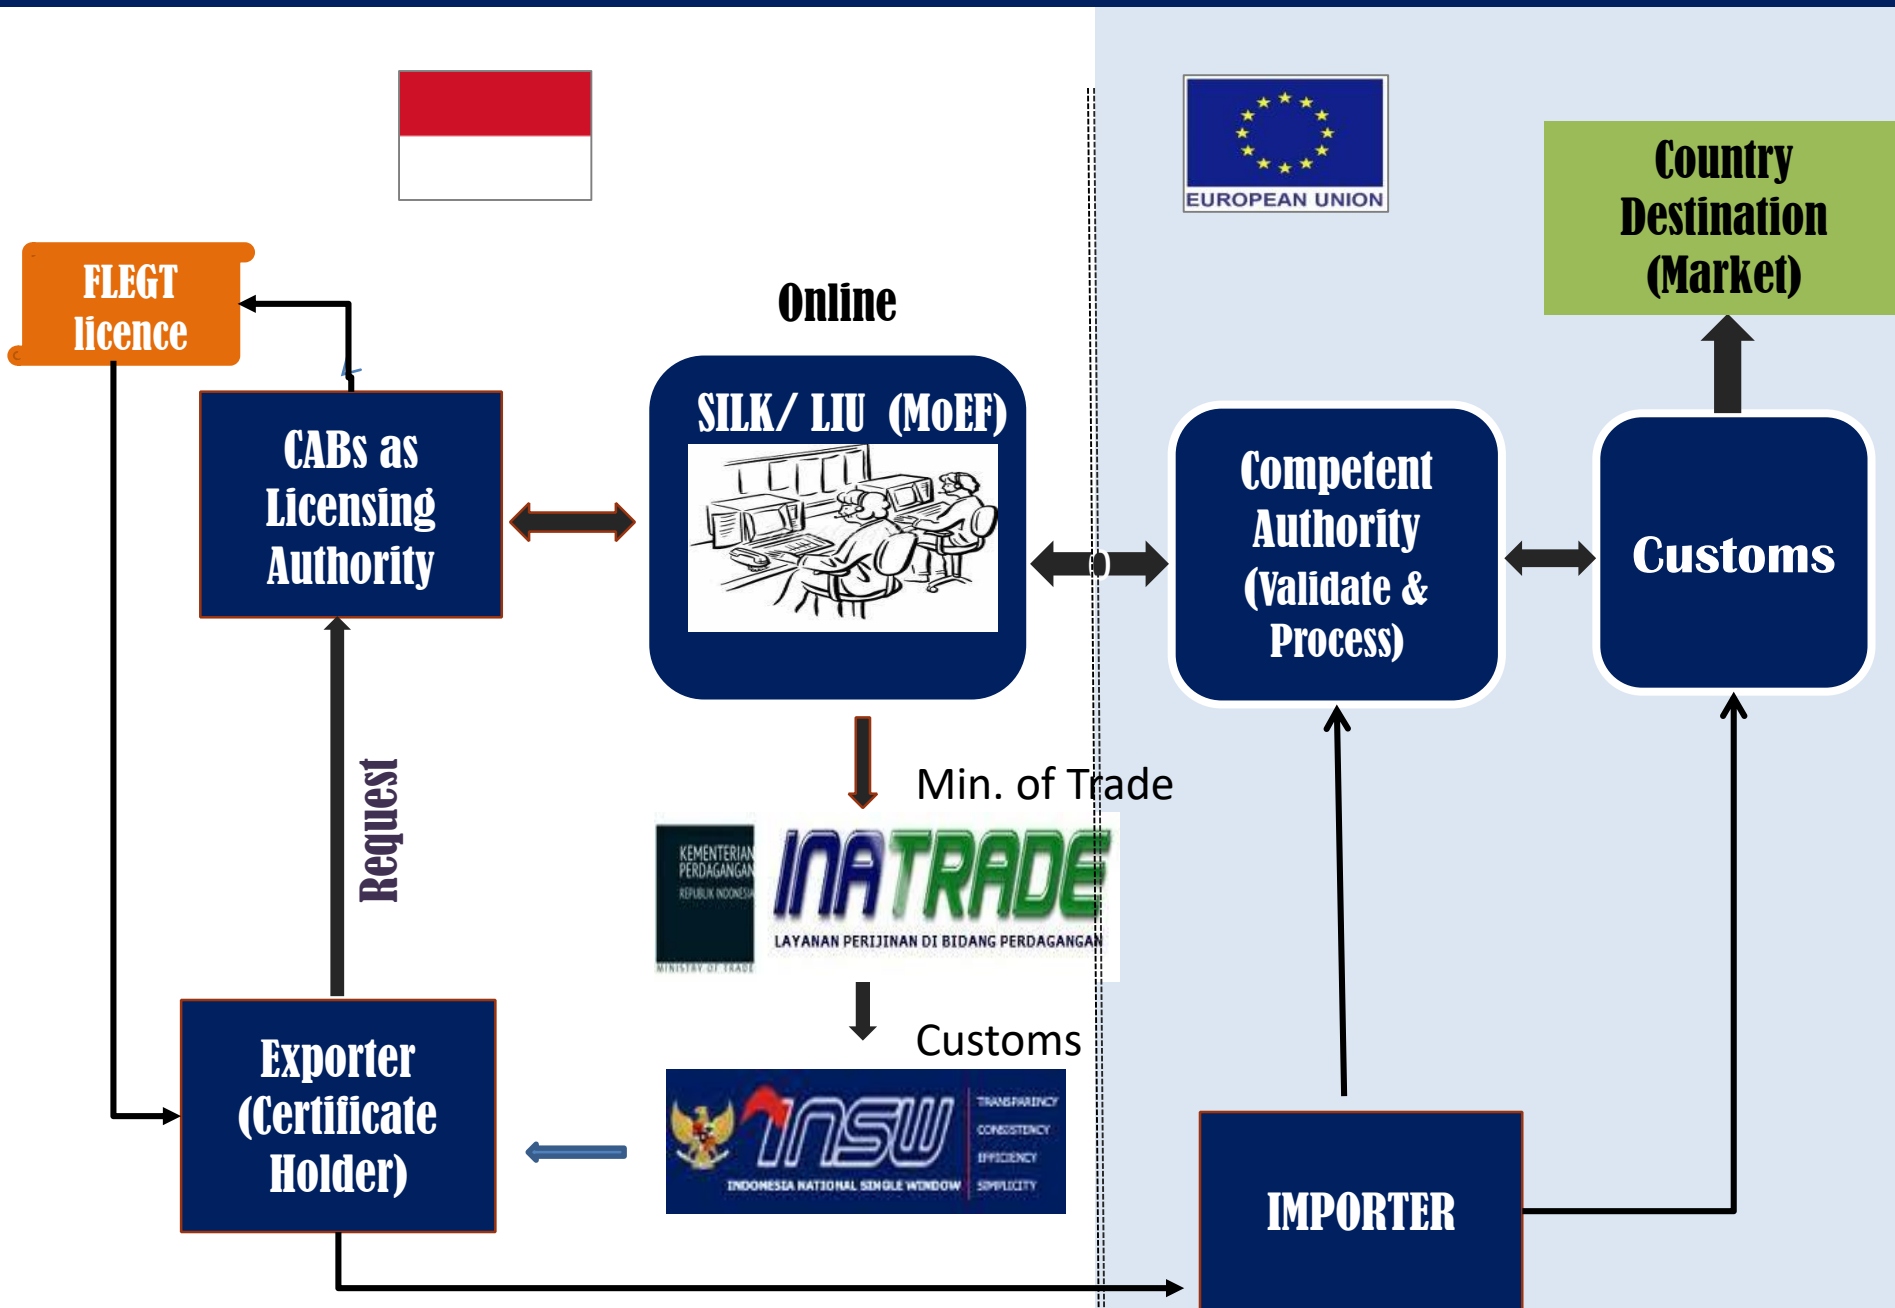 EUROPEAN UNION
Country
Destination
(Market)
FLEGT
licence
Online
SILK/ LIU (MoEF)
CABs as
Licensing
Authority
Competent
Authority
(Validate &
Process)
Customs
Request
Min. of Trade
KEMENTERIAN
PERDAGANGAN
REPUBLIK INDONESIA
MINISTRY OF TRADE
INATRADE
LAYANAN PERIJINAN DI BIDANG PERDAGANGAN
Customs
Exporter
(Certificate
Holder)
INSW
INDONESIA NATIONAL SINGLE WINDOW
TRANSPARENCY
CONSISTENCY
EFFICIENCY
SIMPLICITY
IMPORTER